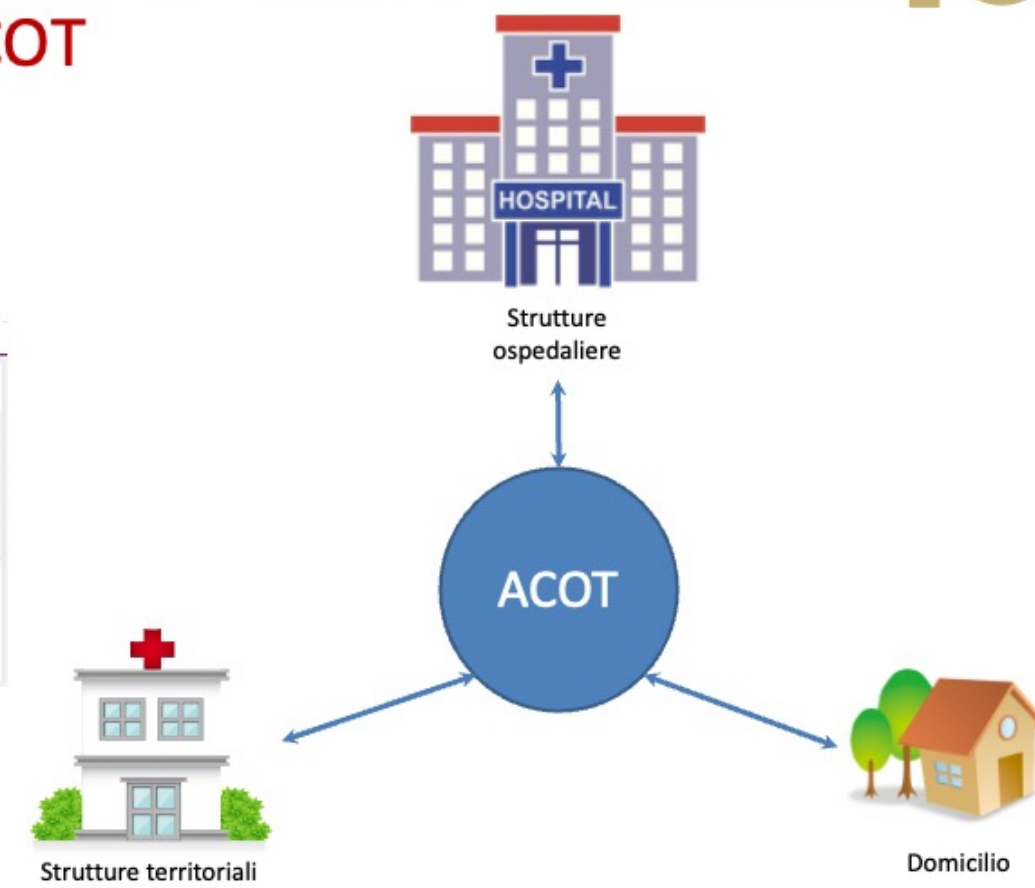 COT
HOSPITAL
Strutture
ospedaliere
ACOT
Strutture territoriali
Domicilio